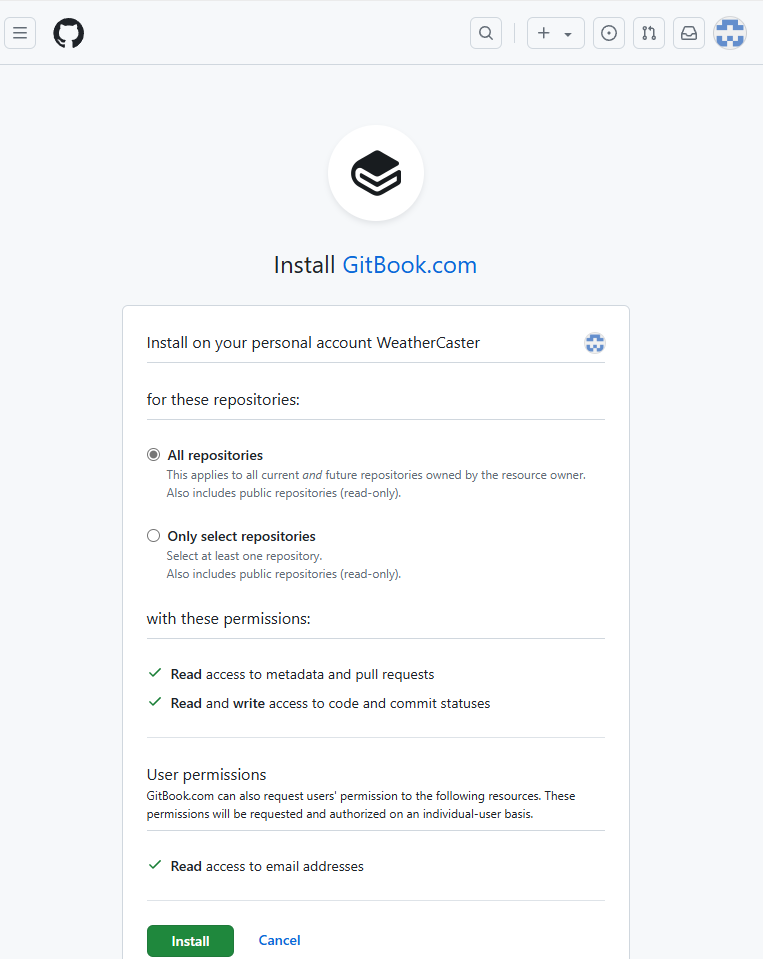 Install GitBook.com
Install on your personal account WeatherCaster
for these repositories:
All repositories
This applies to all current and future repositories owned by the resource owner.
Also includes public repositories (read-only).
Only select repositories
Select at least one repository.
Also includes public repositories (read-only).
with these permissions:
Read access to metadata and pull requests
Read and write access to code and commit statuses
User permissions
GitBook.com can also request users' permission to the following resources. These
permissions will be requested and authorized on an individual-user basis.
Read access to email addresses
Install Cancel